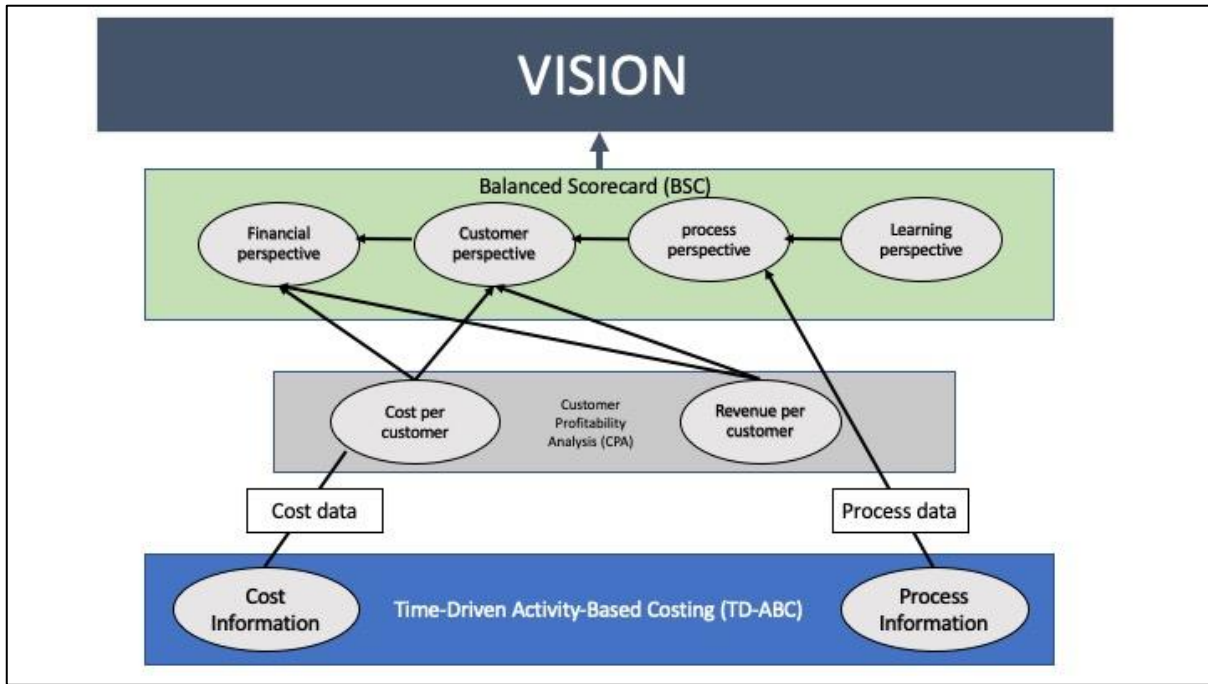 VISION
Balanced Scorecard (BSC)
Financial
perspective
Customer
perspective
process
perspective
Learning
perspective
Cost per
customer
Customer
Profitability
Analysis (CPA)
Revenue per
customer
Cost data
Process data
Cost
Information
Time-Driven Activity-Based Costing (TD-ABC)
Process
Information